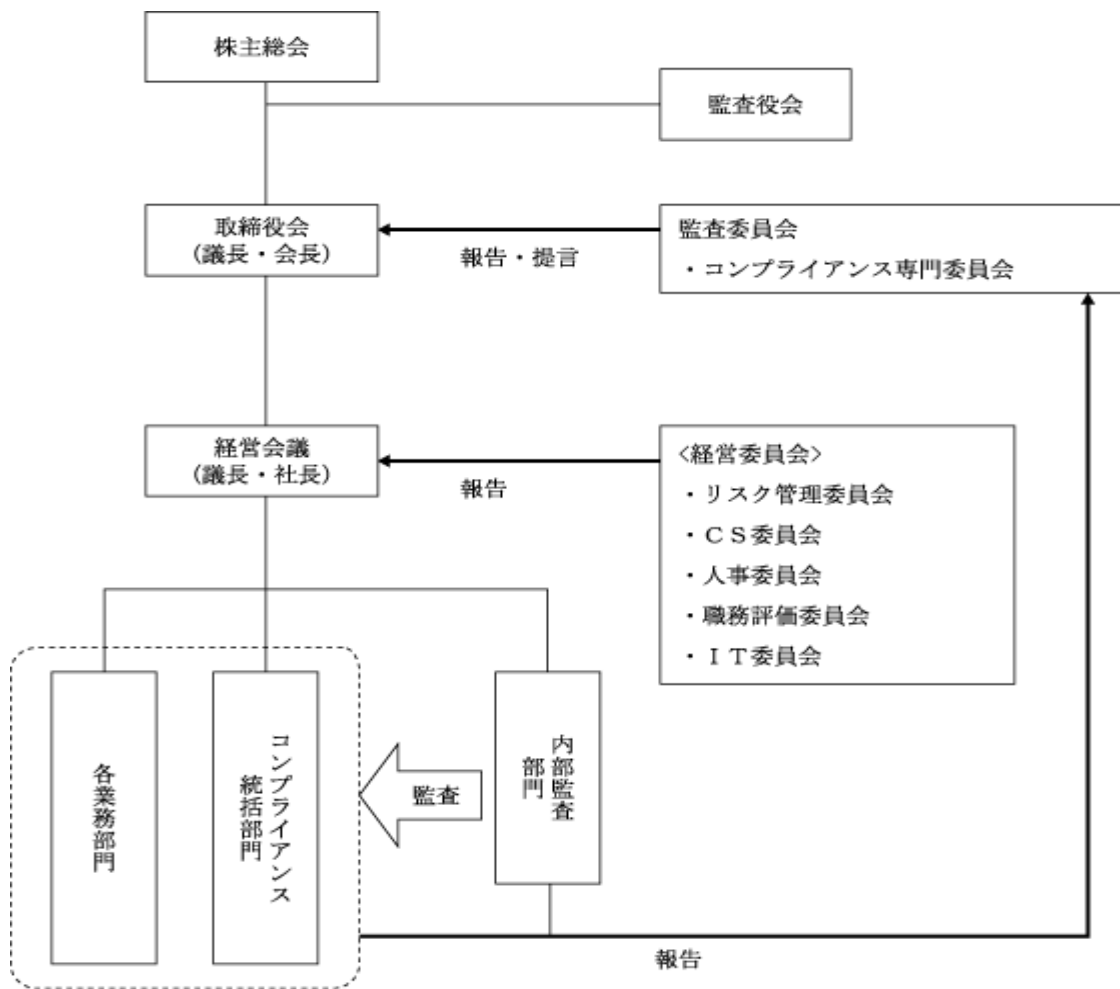 株主総会
監査役会
取締役会
(議長・会長)
報告・提言
監査委員会
・コンプライアンス専門委員会
経営会議
(議長・社長)
報告
<経営委員会>
・リスク管理委員会
・ＣＳ委員会
・人事委員会
・職務評価委員会
・ＩＴ委員会
各業務部門
コンプライアンス
統括部門
監査
内部監査
部門
報告